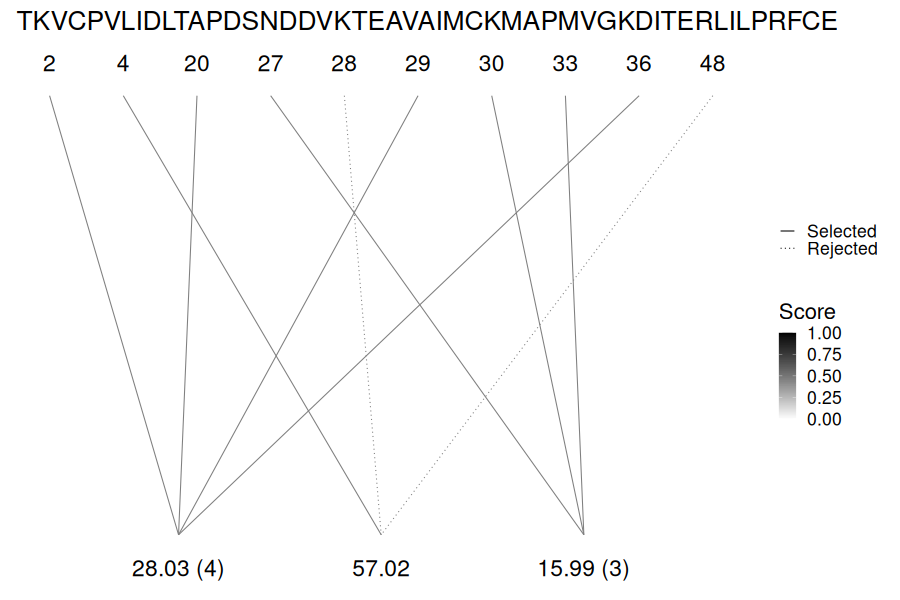 TKVCPVLIDLTAPDSNDDVKTEAVAIMCKMAPMVGKDITERLILPRFCE
2 4 20 27 28 29 30 33 36 48
Selected
Rejected
Score
1.00
0.75
0.50
0.25
0.00
28.03 (4) 57.02 15.99 (3)